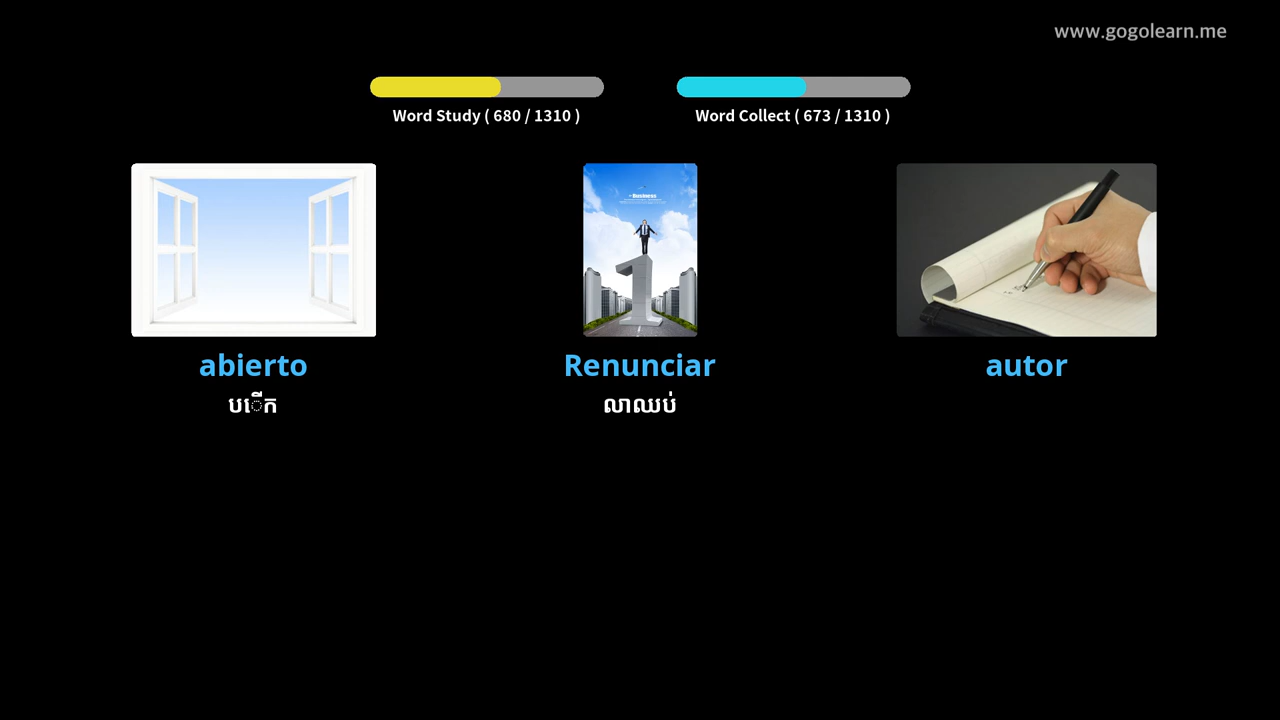 www.gogolearn.me
Word Study ( 680 / 1310 )
Word Collect ( 673 / 1310 )
Business
abierto
Renunciar
autor
បើក
លាឈប់